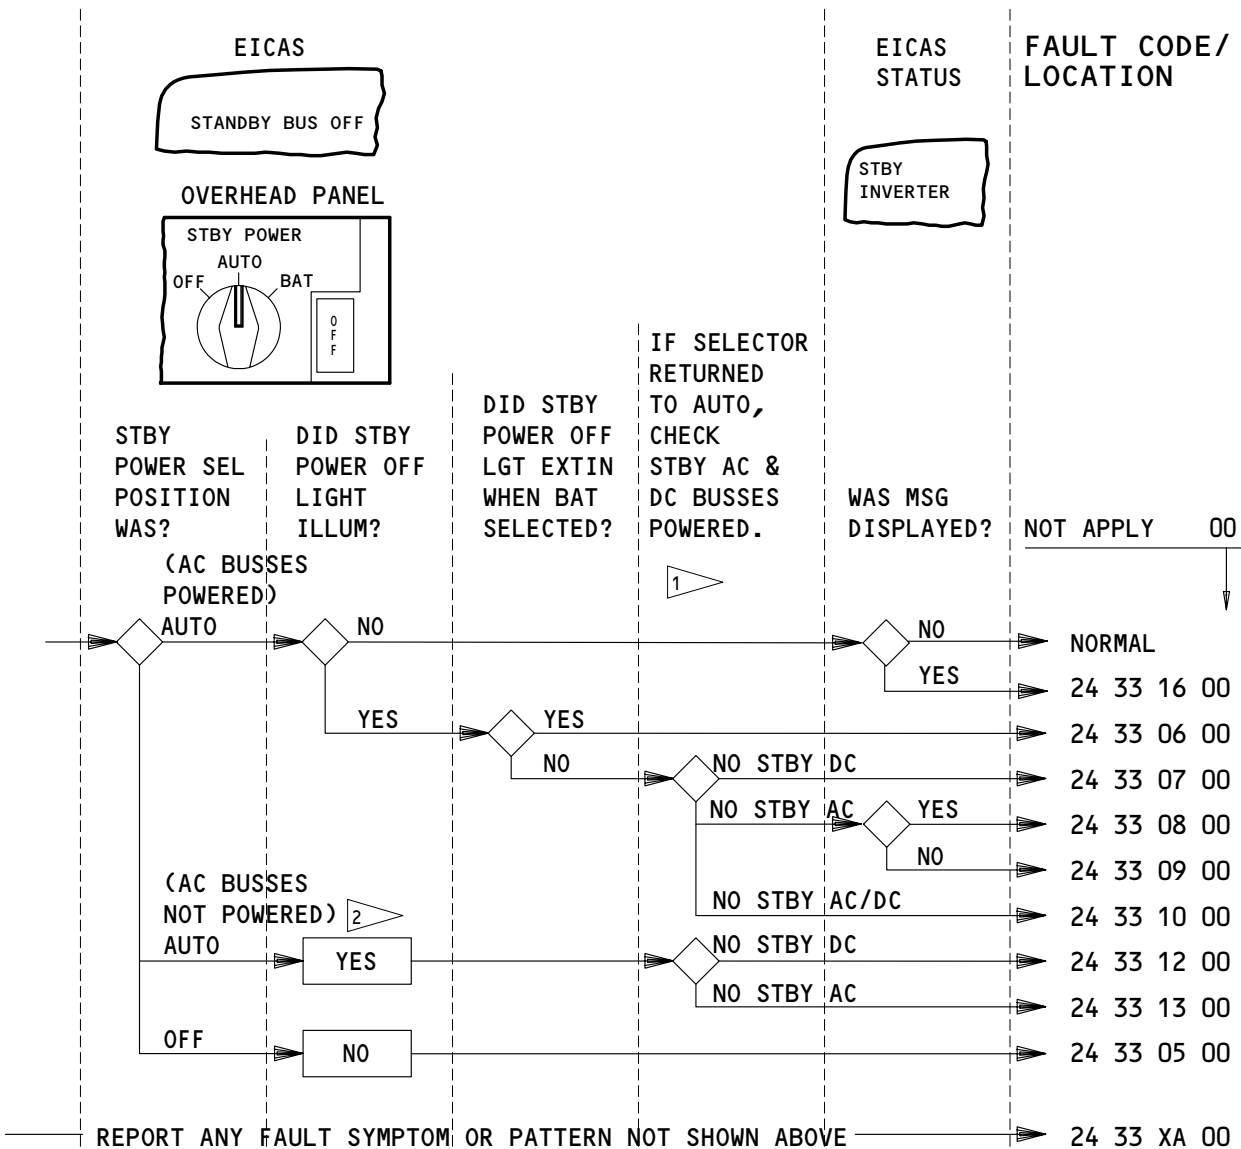 EICAS
STANDBY BUS OFF
OVERHEAD PANEL
STBY POWER
AUTO
OFF
BAT
OFF
EICAS
STATUS
STBY
INVERTER
FAULT CODE/
LOCATION
STBY
POWER SEL
POSITION
WAS?
DID STBY
POWER OFF
LIGHT
ILLUM?
DID STBY
POWER OFF
LGT EXTIN
WHEN BAT
SELECTED?
IF SELECTOR
RETURNED
TO AUTO,
CHECK
STBY AC &
DC BUSSES
POWERED.
1
WAS MSG
DISPLAYED?
NOT APPLY 00
(AC BUSSES
POWERED)
AUTO
NO
NO
NORMAL
YES
24 33 16 00
YES
YES
24 33 06 00
NO
NO STBY DC
24 33 07 00
NO STBY AC
YES
24 33 08 00
NO
24 33 09 00
NO STBY AC/DC
24 33 10 00
(AC BUSSES
NOT POWERED)
2
AUTO
YES
NO STBY DC
24 33 12 00
NO STBY AC
24 33 13 00
OFF
NO
24 33 05 00
REPORT ANY FAULT SYMPTOM OR PATTERN NOT SHOWN ABOVE
24 33 XA 00